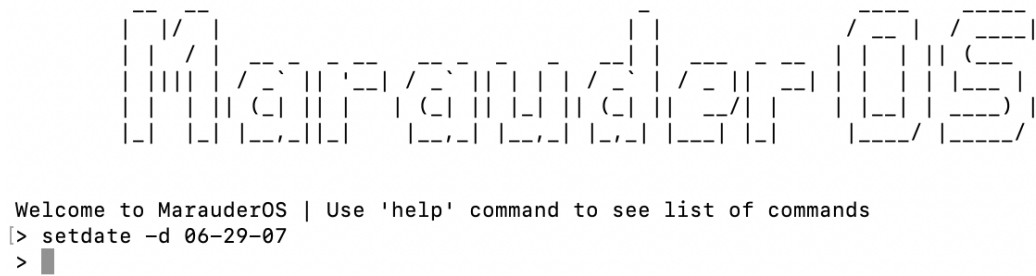 MarauderOS
Welcome to MarauderOS | Use 'help' command to see list of commands
[> setdate -d 06-29-07
>